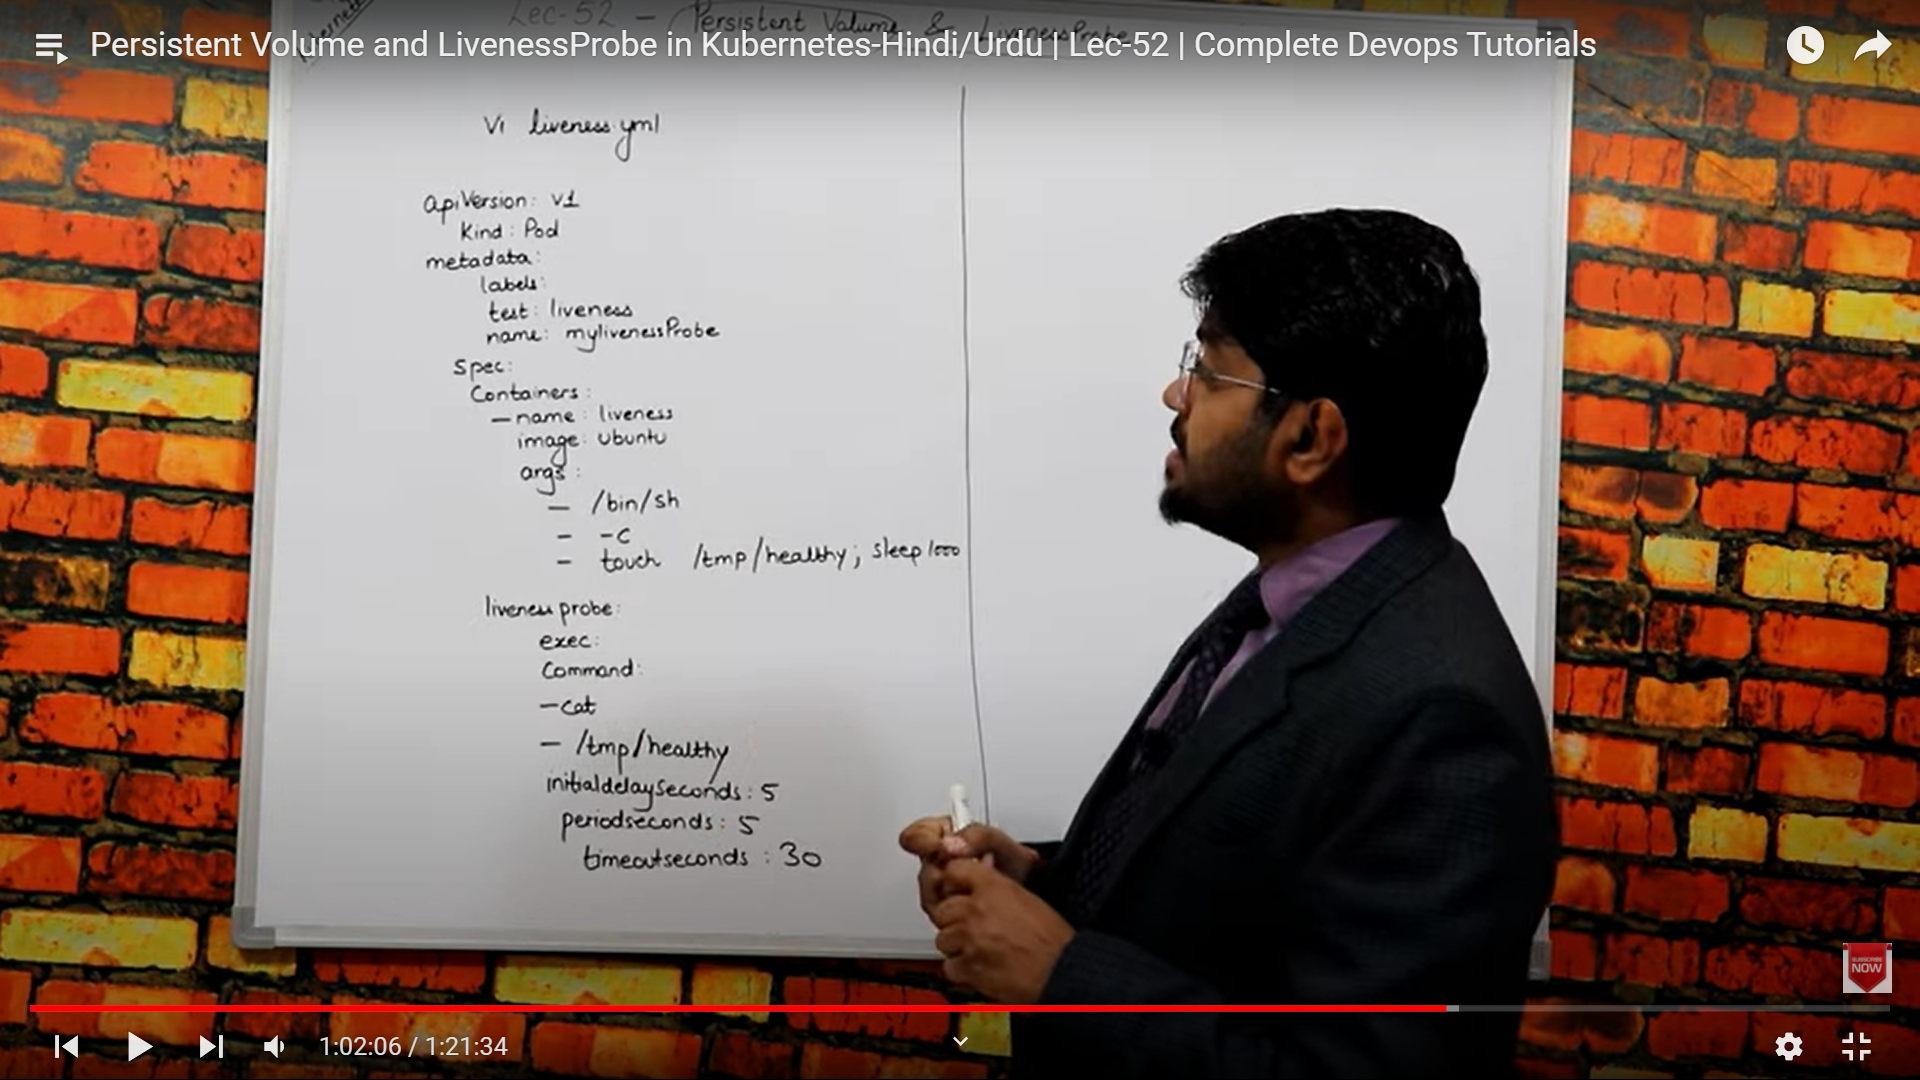 Lec-52 - Persistent Volume & LivenessProbe
Persistent Volume and LivenessProbe in Kubernetes-Hindi/Urdu | Lec-52 | Complete Devops Tutorials
Vi liveness.yml
apiVersion: v1
Kind: Pod
metadata:
labels:
test: liveness
name: mylivenessProbe
Spec:
Containers:
- name: liveness
image: ubuntu
args:
- /bin/sh
- -c
- touch /tmp/healthy; sleep 1000
liveness probe:
exec:
Command:
- cat
- /tmp/healthy
initialdelaySeconds: 5
periodseconds: 5
timeoutseconds: 30
SUBSCRIBE
NOW
1:02:06 / 1:21:34